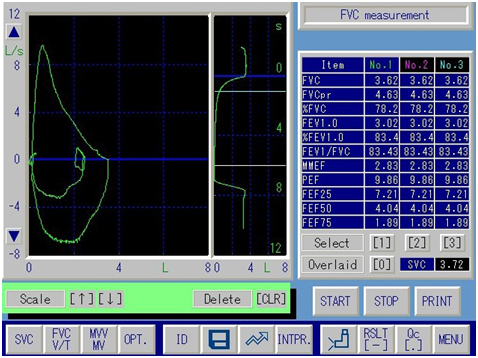 FVC measurement
12
L/s
8
4
0
-4
-8
0 4 L 8
s
0
4
8
12
0 4 L 8
Item No.1 No.2 No.3
FVC 3.62 3.62 3.62
FVCpr 4.63 4.63 4.63
%FVC 78.2 78.2 78.2
FEV1.0 3.02 3.02 3.02
%FEV1.0 83.4 83.4 83.4
FEV1/FVC 83.43 83.43 83.43
MMEF 2.83 2.83 2.83
PEF 9.86 9.86 9.86
FEF25 7.21 7.21 7.21
FEF50 4.04 4.04 4.04
FEF75 1.89 1.89 1.89
Select [1] [2] [3]
Overlaid [0] SVC 3.72
Scale [↑][↓] Delete [CLR]
START STOP PRINT
SVC FVC V/T MVV MV OPT. ID INTPR. RSLT [-] Qc [.] MENU